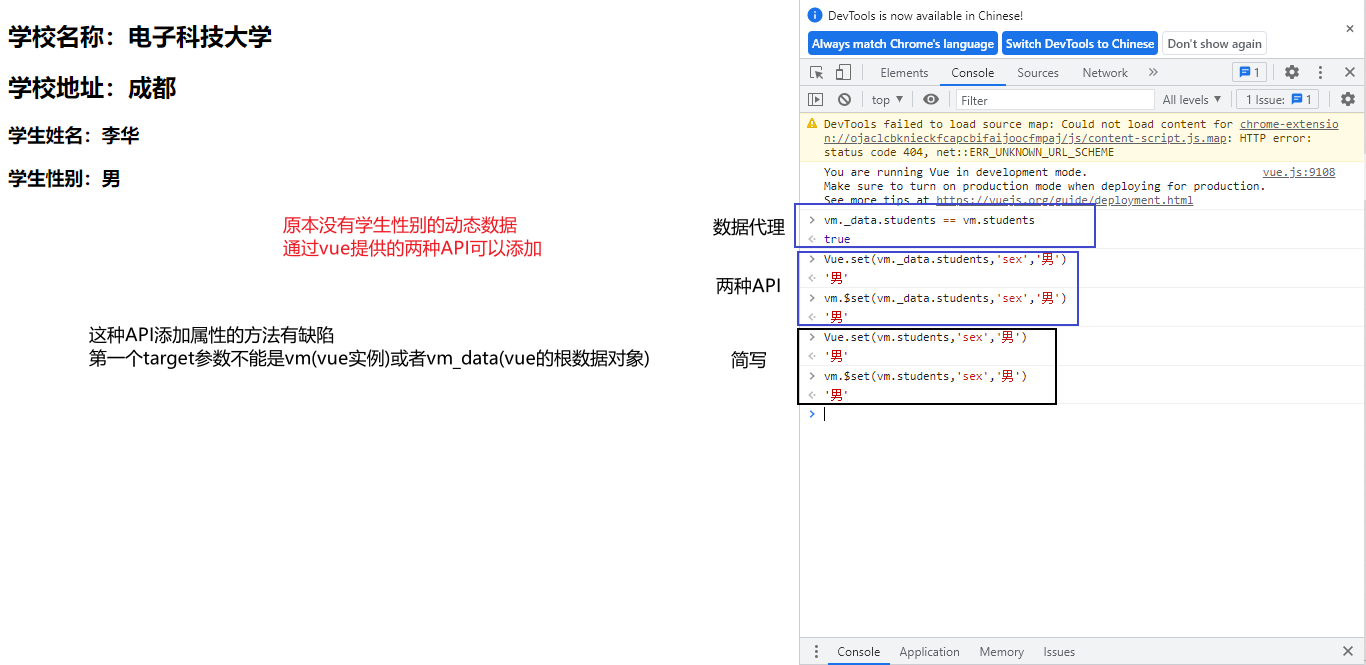 学校名称：电子科技大学
学校地址：成都
学生姓名：李华
学生性别：男
原本没有学生性别的动态数据
通过vue提供的两种API可以添加
这种API添加属性的方法有缺陷
第一个target参数不能是vm(vue实例)或者vm_data(vue的根数据对象)
数据代理
两种API
简写
DevTools is now available in Chinese!
Always match Chrome's language Switch DevTools to Chinese Don't show again
Elements Console Sources Network 1
top Filter All levels 1 Issue: 1
DevTools failed to load source map: Could not load content for chrome-extensio
n://ojaclcbknieckfcapcbifaijoocfmpaj/js/content-script.js.map: HTTP error:
status code 404, net::ERR_UNKNOWN_URL_SCHEME
You are running Vue in development mode. vue.js:9108
Make sure to turn on production mode when deploying for production.
See more tips at https://vuejs.org/guide/deployment.html
vm._data.students == vm.students
true
Vue.set(vm._data.students,'sex','男')
'男'
vm.$set(vm._data.students,'sex','男')
'男'
Vue.set(vm.students,'sex','男')
'男'
vm.$set(vm.students,'sex','男')
'男'
Console Application Memory Issues